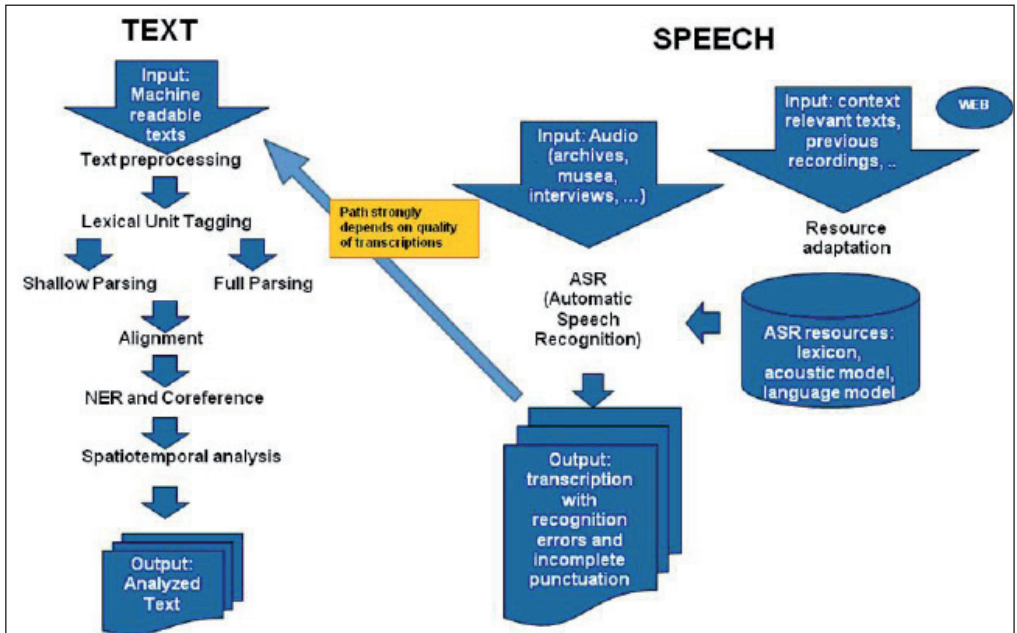 TEXT
Input:
Machine
readable
texts
Text preprocessing
Lexical Unit Tagging
Shallow Parsing
Full Parsing
Alignment
NER and Coreference
Spatiotemporal analysis
Output:
Analyzed
Text
Path strongly
depends on quality
of transcriptions
SPEECH
Input: Audio
(archives,
musea,
interviews, ...)
ASR
(Automatic
Speech
Recognition)
Output:
transcription
with
recognition
errors and
incomplete
punctuation
Input: context
relevant texts,
previous
recordings, ..
WEB
Resource
adaptation
ASR resources:
lexicon,
acoustic model,
language model